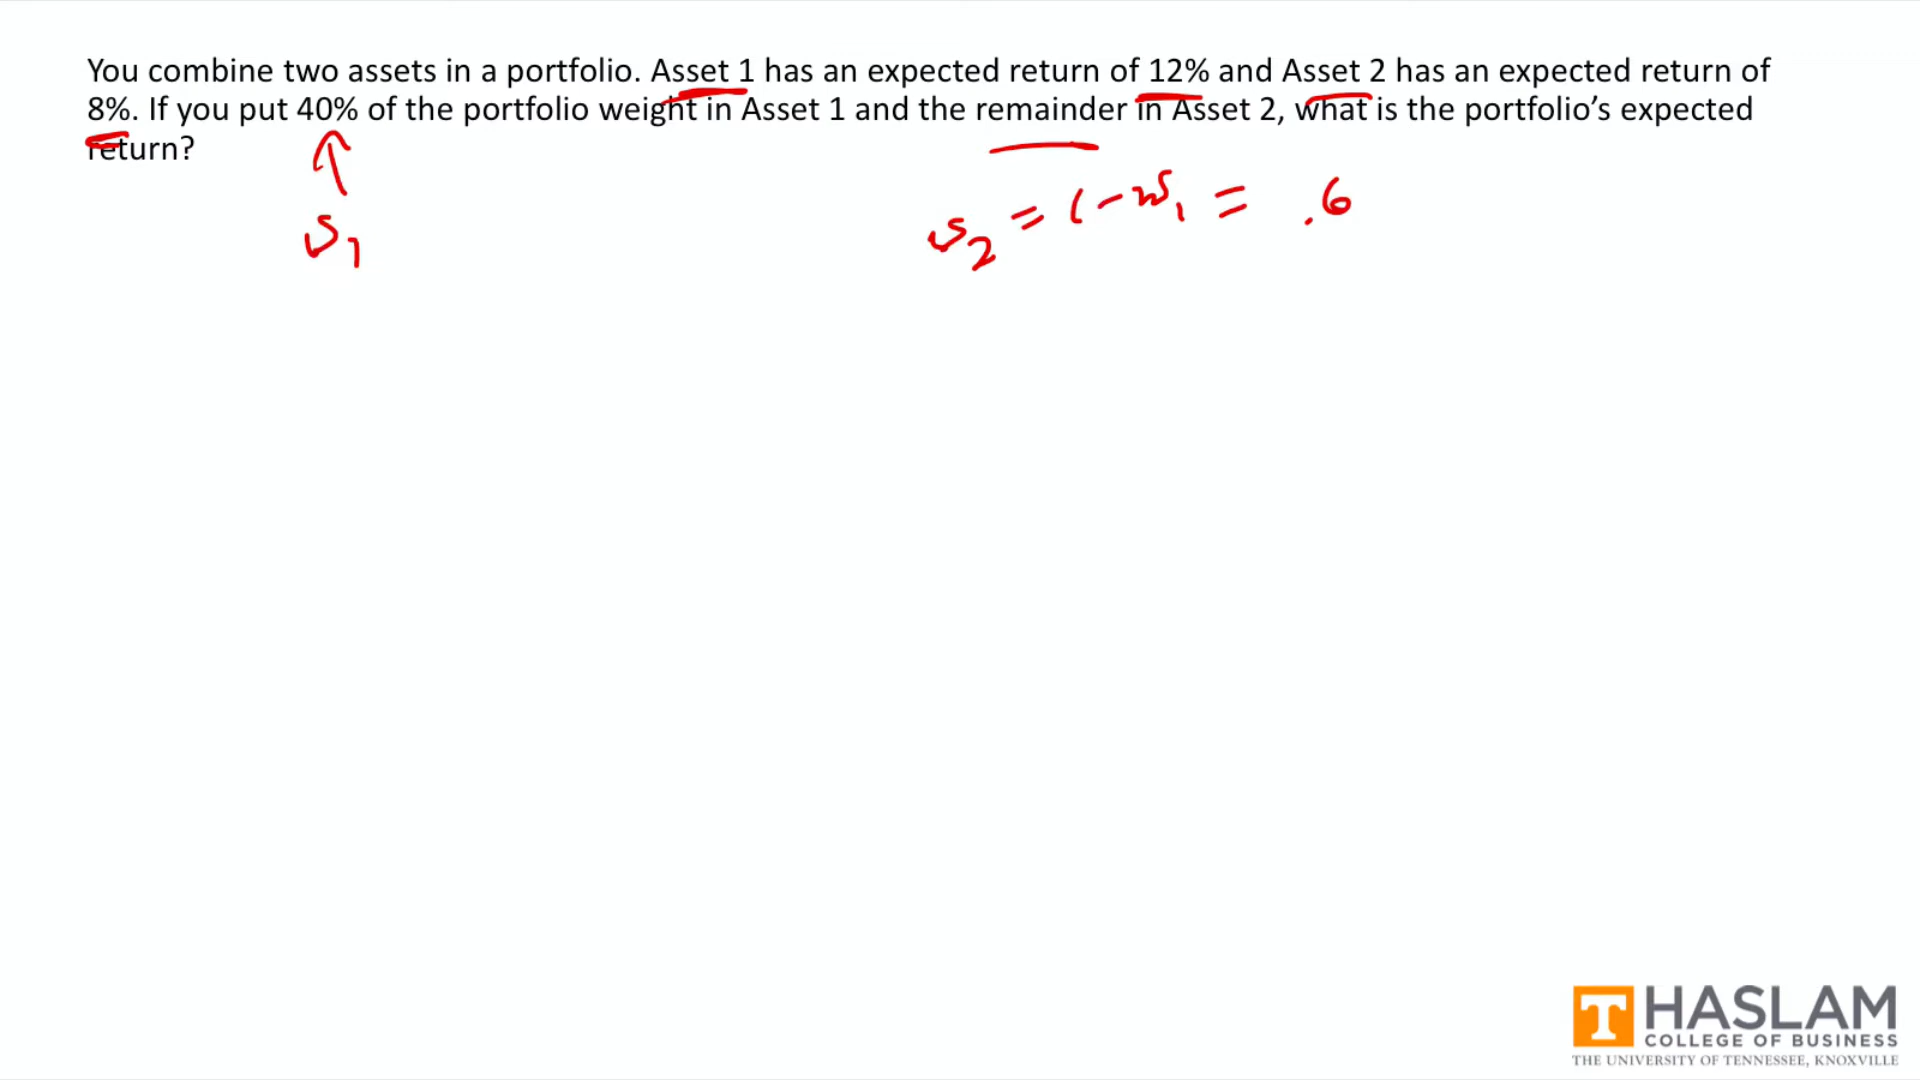 You combine two assets in a portfolio. Asset 1 has an expected return of 12% and Asset 2 has an expected return of
8%. If you put 40% of the portfolio weight in Asset 1 and the remainder in Asset 2, what is the portfolio’s expected
return?
w₁
w₂ = 1 - w₁ = .6
T HASLAM
COLLEGE OF BUSINESS
THE UNIVERSITY OF TENNESSEE, KNOXVILLE